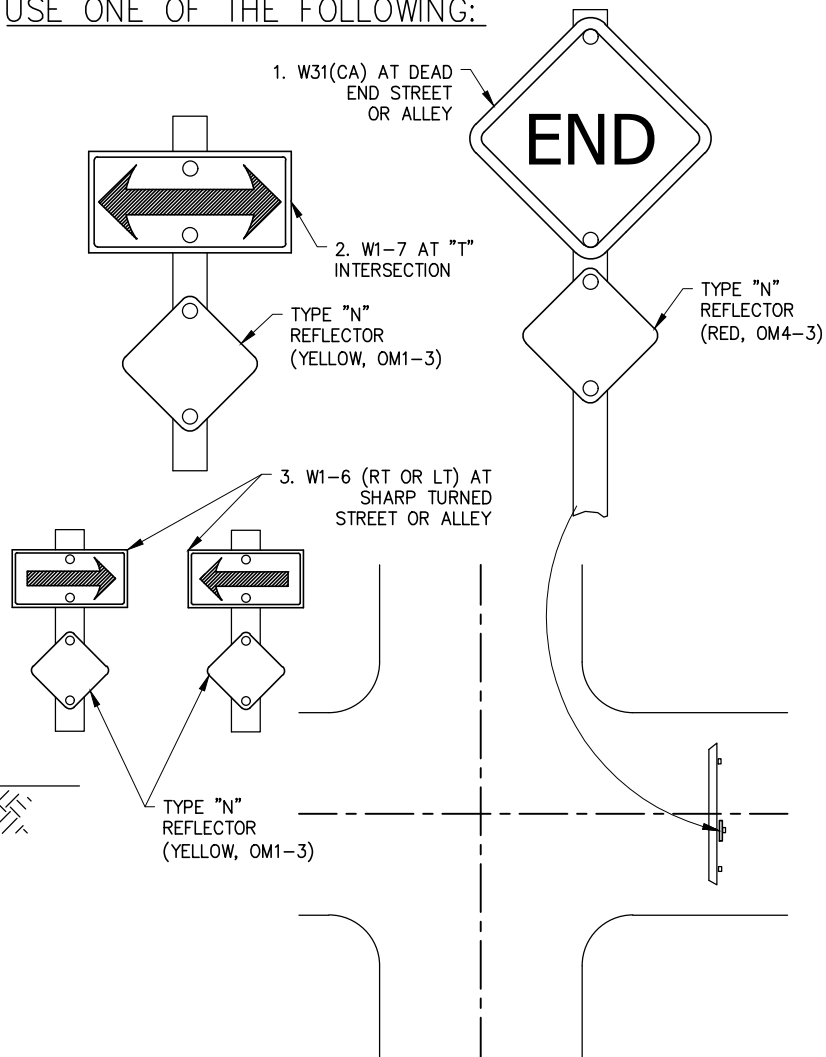 USE ONE OF THE FOLLOWING:
1. W31(CA) AT DEAD
END STREET
OR ALLEY
END
2. W1-7 AT "T"
INTERSECTION
TYPE "N"
REFLECTOR
(YELLOW, OM1-3)
TYPE "N"
REFLECTOR
(RED, OM4-3)
3. W1-6 (RT OR LT) AT
SHARP TURNED
STREET OR ALLEY
TYPE "N"
REFLECTOR
(YELLOW, OM1-3)